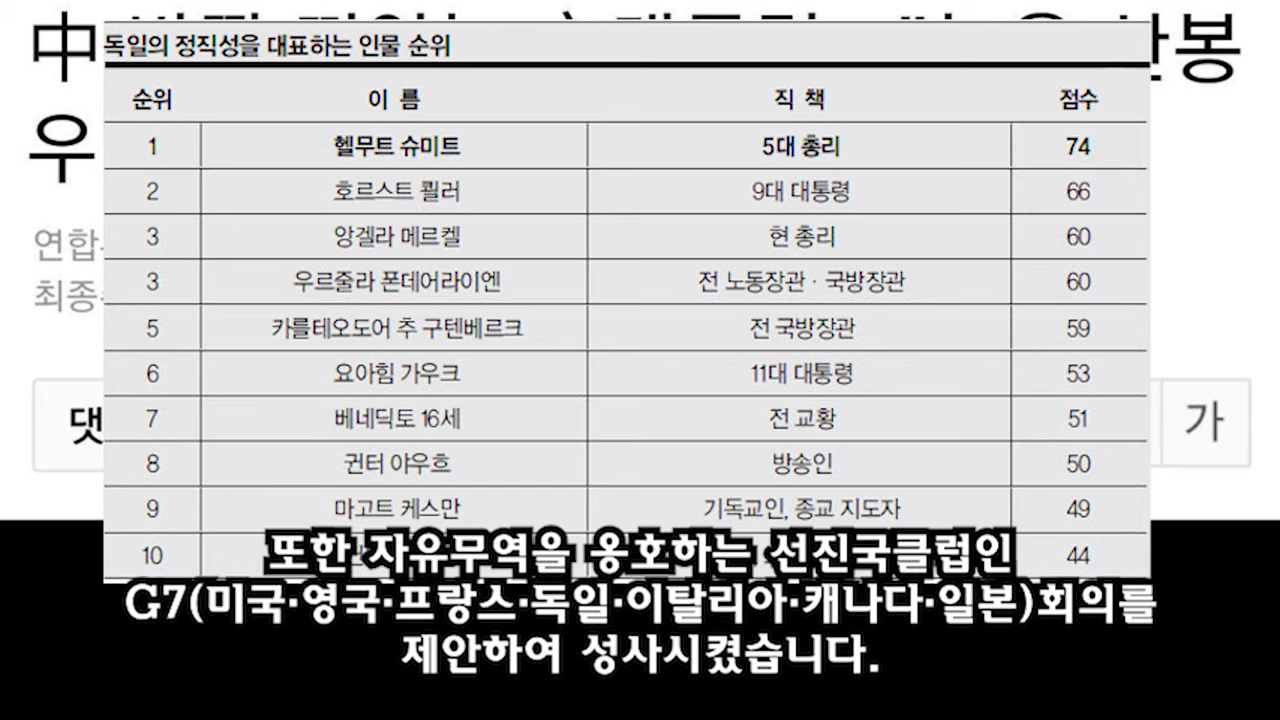 中
봉
우
연합
최종
댓
가
독일의 정직성을 대표하는 인물 순위
순위 이 름 직 책 점수
1 헬무트 슈미트 5대 총리 74
2 호르스트 쾰러 9대 대통령 66
3 앙겔라 메르켈 현 총리 60
3 우르줄라 폰데어라이엔 전 노동장관 · 국방장관 60
5 카를테오도어 추 구텐베르크 전 국방장관 59
6 요아힘 가우크 11대 대통령 53
7 베네딕토 16세 전 교황 51
8 귄터 야우흐 방송인 50
9 마고트 케스만 기독교인, 종교 지도자 49
10 44
또한 자유무역을 옹호하는 선진국클럽인
G7(미국·영국·프랑스·독일·이탈리아·캐나다·일본)회의를
제안하여 성사시켰습니다.